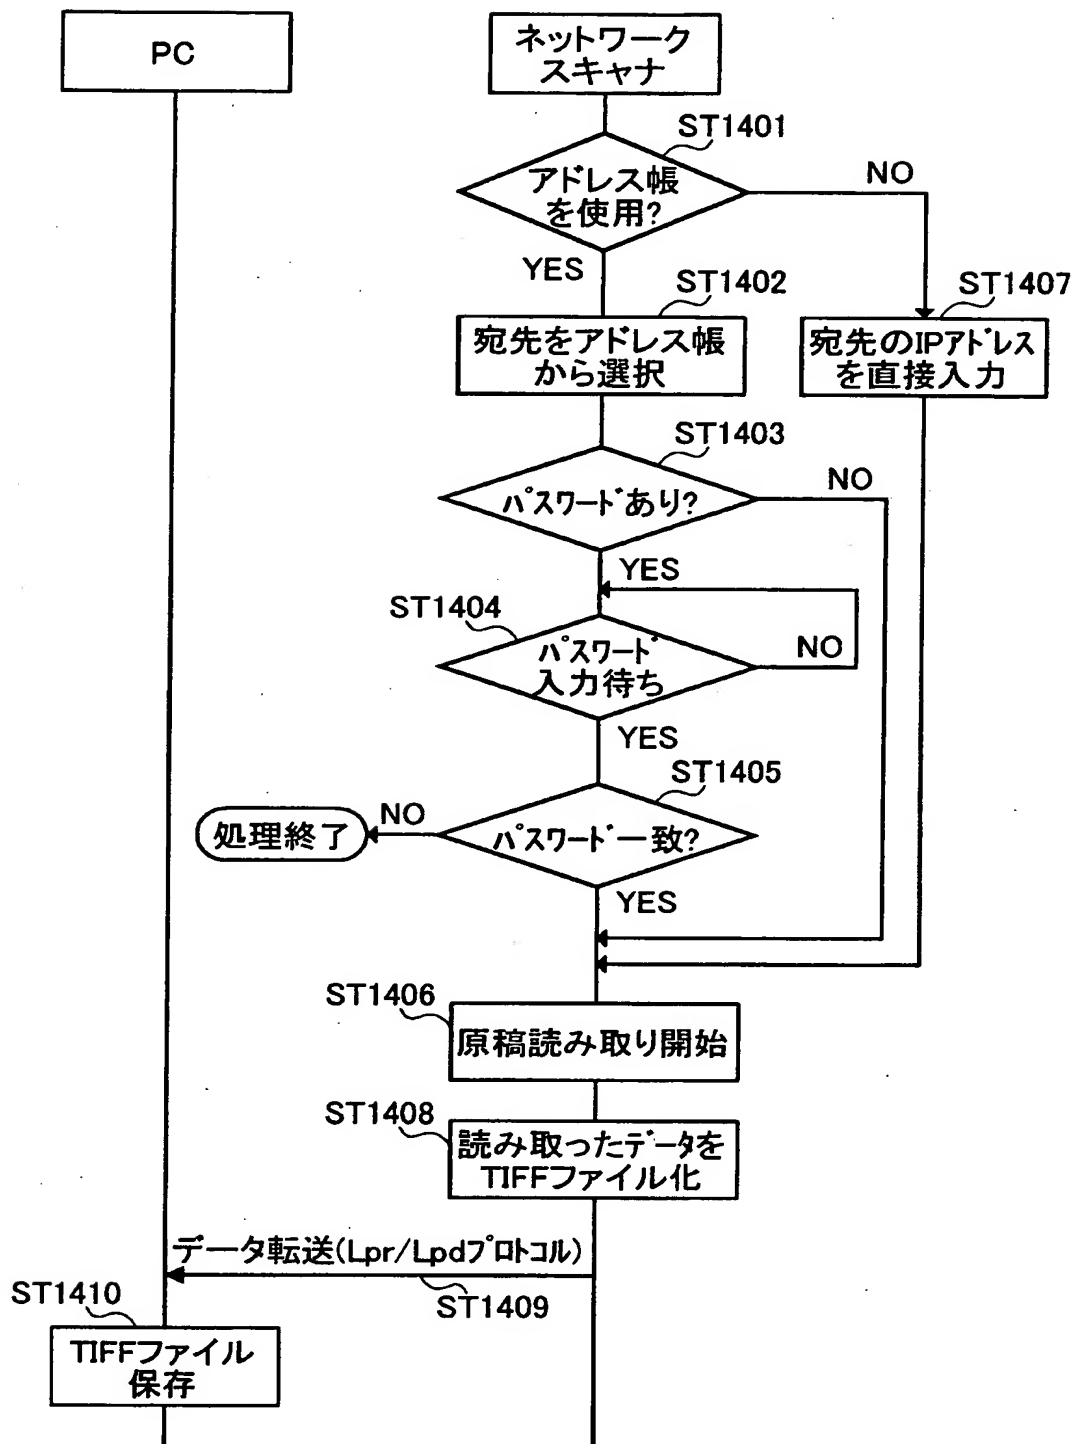 PC
ネットワーク
スキャナ
ST1401
アドレス帳
を使用?
NO
YES
ST1402
宛先をアドレス帳
から選択
ST1407
宛先のIPアドレス
を直接入力
ST1403
パスワードあり?
NO
YES
ST1404
パスワード
入力待ち
NO
YES
ST1405
パスワード一致?
NO
処理終了
YES
ST1406
原稿読み取り開始
ST1408
読み取ったデータを
TIFFファイル化
データ転送(Lpr/Lpdプロトコル)
ST1409
ST1410
TIFFファイル
保存